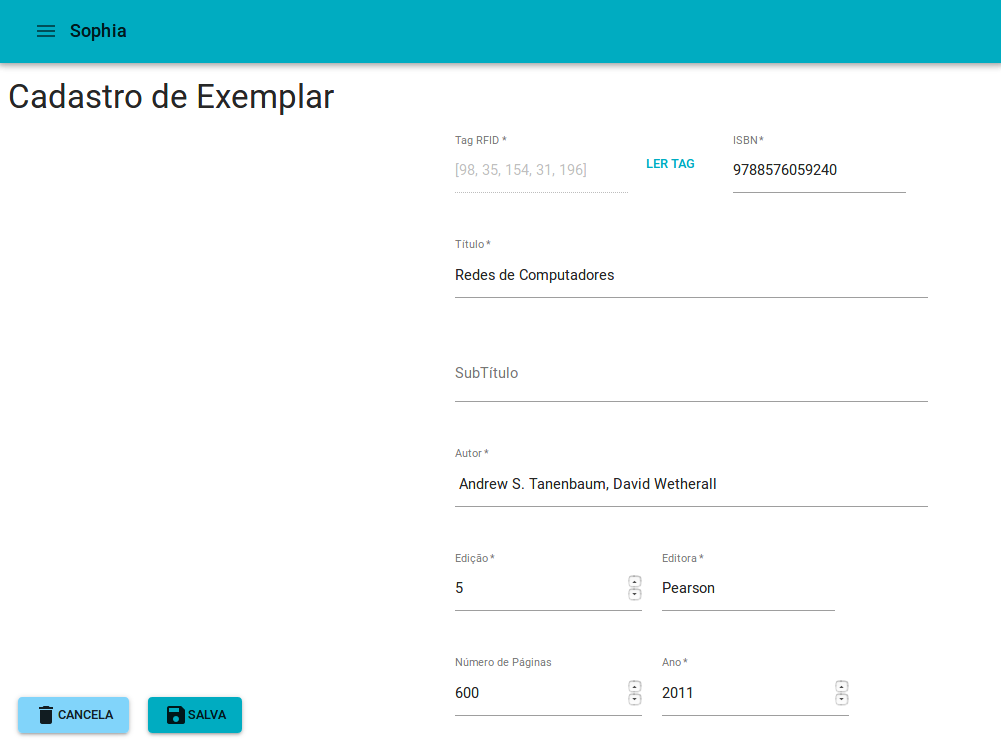 Sophia
Cadastro de Exemplar
Tag RFID *
[98, 35, 154, 31, 196]
LER TAG
ISBN *
9788576059240
Título *
Redes de Computadores
SubTítulo
Autor *
Andrew S. Tanenbaum, David Wetherall
Edição *
5
Editora *
Pearson
Número de Páginas
600
Ano *
2011
CANCELA
SALVA